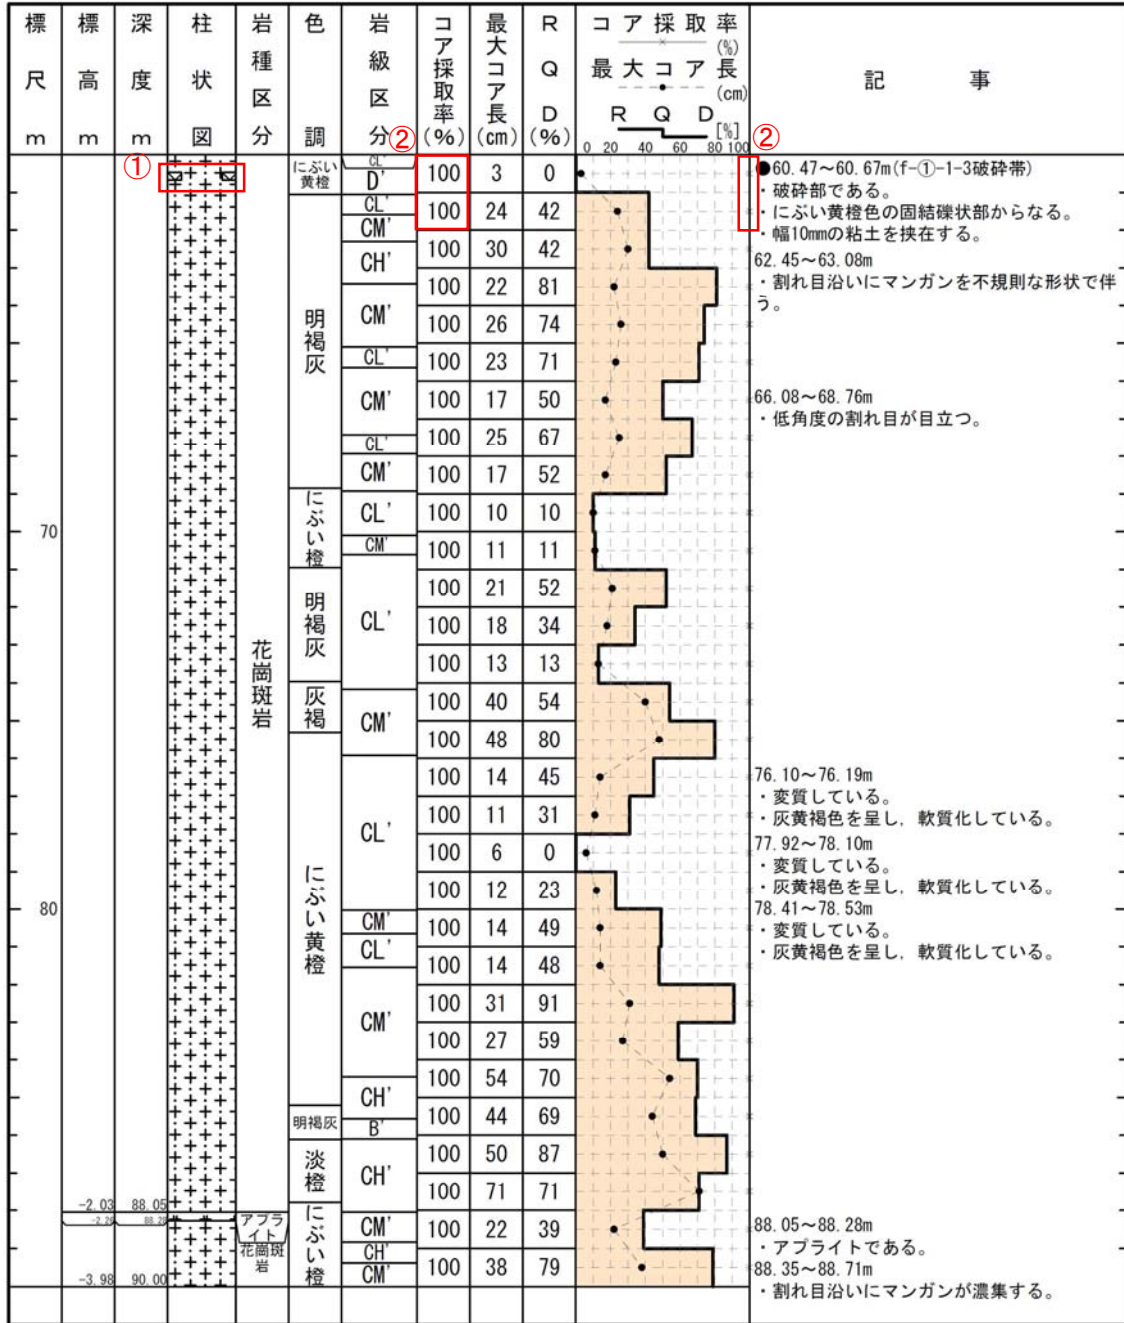 標尺m
標高m
深度m
柱状図
岩種区分
色調
岩級区分
コア採取率(%)
最大コア長(cm)
RQD(%)
コア採取率
(%)
最大コア長
(cm)
RQD
[%]
0 20 40 60 80 100
記事
①
②
②
70
80
-2.03 88.05
-2.26 88.28
-3.98 90.00
花崗斑岩
アプライト
花崗斑岩
にぶい黄橙
明褐灰
にぶい橙
明褐灰
灰褐
にぶい黄橙
明褐灰
淡橙
にぶい橙
CL'
D'
CL'
CM'
CH'
CM'
CL'
CM'
CL'
CM'
CL'
CM'
CL'
CM'
CL'
CM'
CL'
CM'
CH'
B'
CH'
CM'
CH'
CM'
100 3 0
100 24 42
100 30 42
100 22 81
100 26 74
100 23 71
100 17 50
100 25 67
100 17 52
100 10 10
100 11 11
100 21 52
100 18 34
100 13 13
100 40 54
100 48 80
100 14 45
100 11 31
100 6 0
100 12 23
100 14 49
100 14 48
100 31 91
100 27 59
100 54 70
100 44 69
100 50 87
100 71 71
100 22 39
100 38 79
●60.47～60.67m(f-①-1-3破砕帯)
・破砕部である。
・にぶい黄橙色の固結礫状部からなる。
・幅10mmの粘土を挟在する。
62.45～63.08m
・割れ目沿いにマンガンを不規則な形状で伴
う。
66.08～68.76m
・低角度の割れ目が目立つ。
76.10～76.19m
・変質している。
・灰黄褐色を呈し，軟質化している。
77.92～78.10m
・変質している。
・灰黄褐色を呈し，軟質化している。
78.41～78.53m
・変質している。
・灰黄褐色を呈し，軟質化している。
88.05～88.28m
・アプライトである。
88.35～88.71m
・割れ目沿いにマンガンが濃集する。